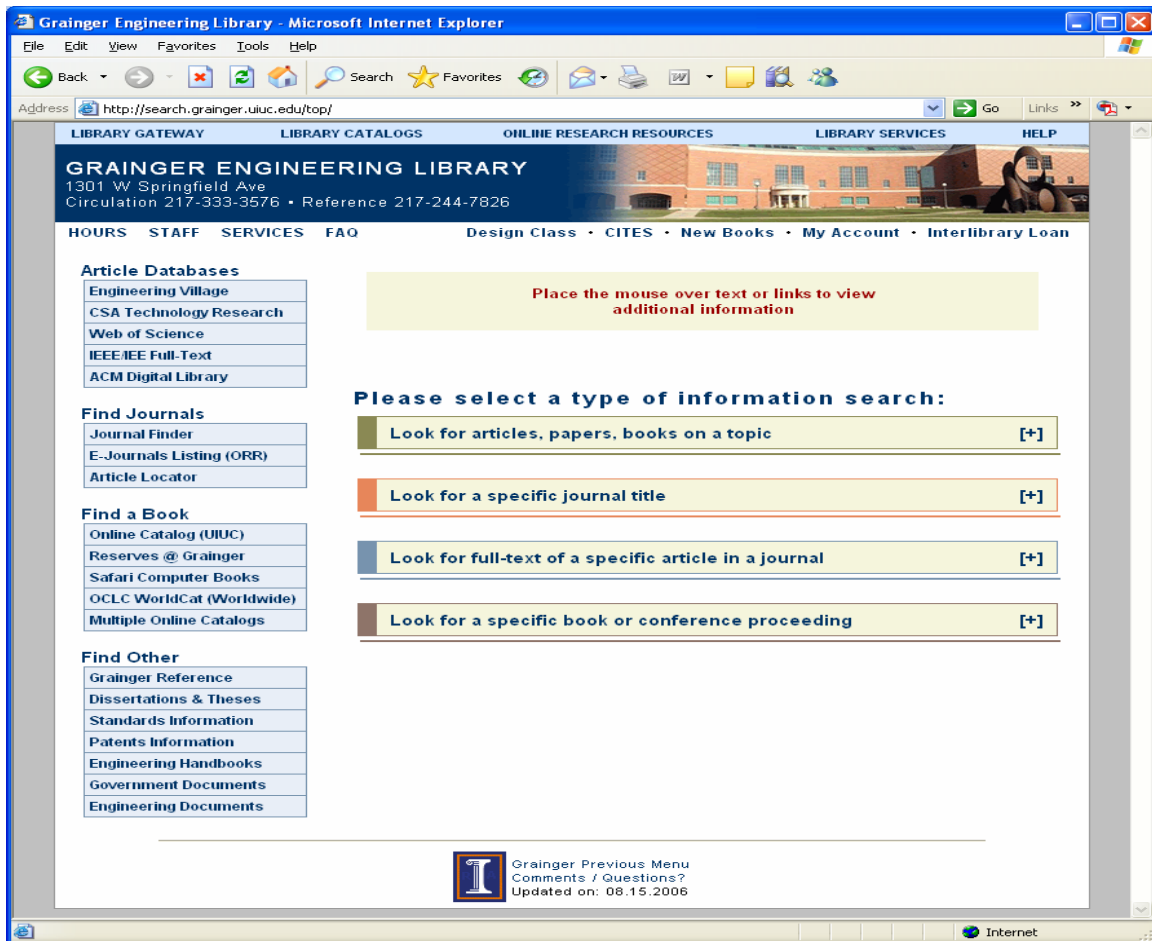 Grainger Engineering Library - Microsoft Internet Explorer
File Edit View Favorites Tools Help
Back Search Favorites
Address http://search.grainger.uiuc.edu/top/ Go Links »
LIBRARY GATEWAY LIBRARY CATALOGS ONLINE RESEARCH RESOURCES LIBRARY SERVICES HELP
GRAINGER ENGINEERING LIBRARY
1301 W Springfield Ave
Circulation 217-333-3576 • Reference 217-244-7826
HOURS STAFF SERVICES FAQ Design Class • CITES • New Books • My Account • Interlibrary Loan
Article Databases
Engineering Village
CSA Technology Research
Web of Science
IEEE/IEE Full-Text
ACM Digital Library
Find Journals
Journal Finder
E-Journals Listing (ORR)
Article Locator
Find a Book
Online Catalog (UIUC)
Reserves @ Grainger
Safari Computer Books
OCLC WorldCat (Worldwide)
Multiple Online Catalogs
Find Other
Grainger Reference
Dissertations & Theses
Standards Information
Patents Information
Engineering Handbooks
Government Documents
Engineering Documents
Place the mouse over text or links to view
additional information
Please select a type of information search:
Look for articles, papers, books on a topic [+]
Look for a specific journal title [+]
Look for full-text of a specific article in a journal [+]
Look for a specific book or conference proceeding [+]
Grainger Previous Menu
Comments / Questions?
Updated on: 08.15.2006
Internet